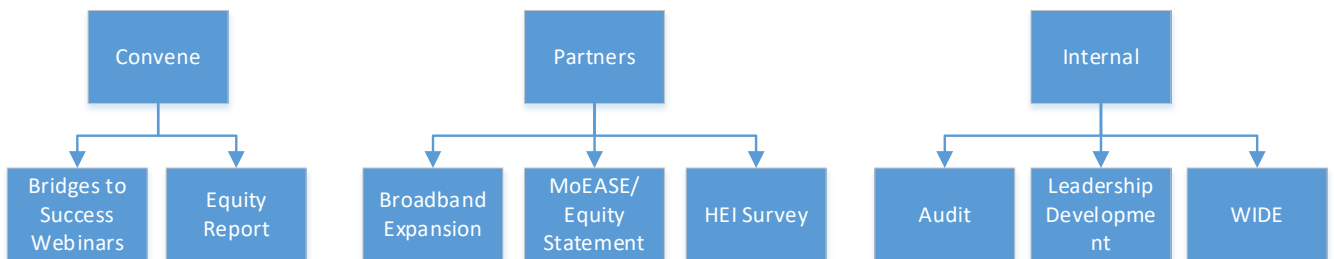 Convene
Partners
Internal
Bridges to
Success
Webinars
Equity
Report
Broadband
Expansion
MoEASE/
Equity
Statement
HEI Survey
Audit
Leadership
Developme
nt
WIDE